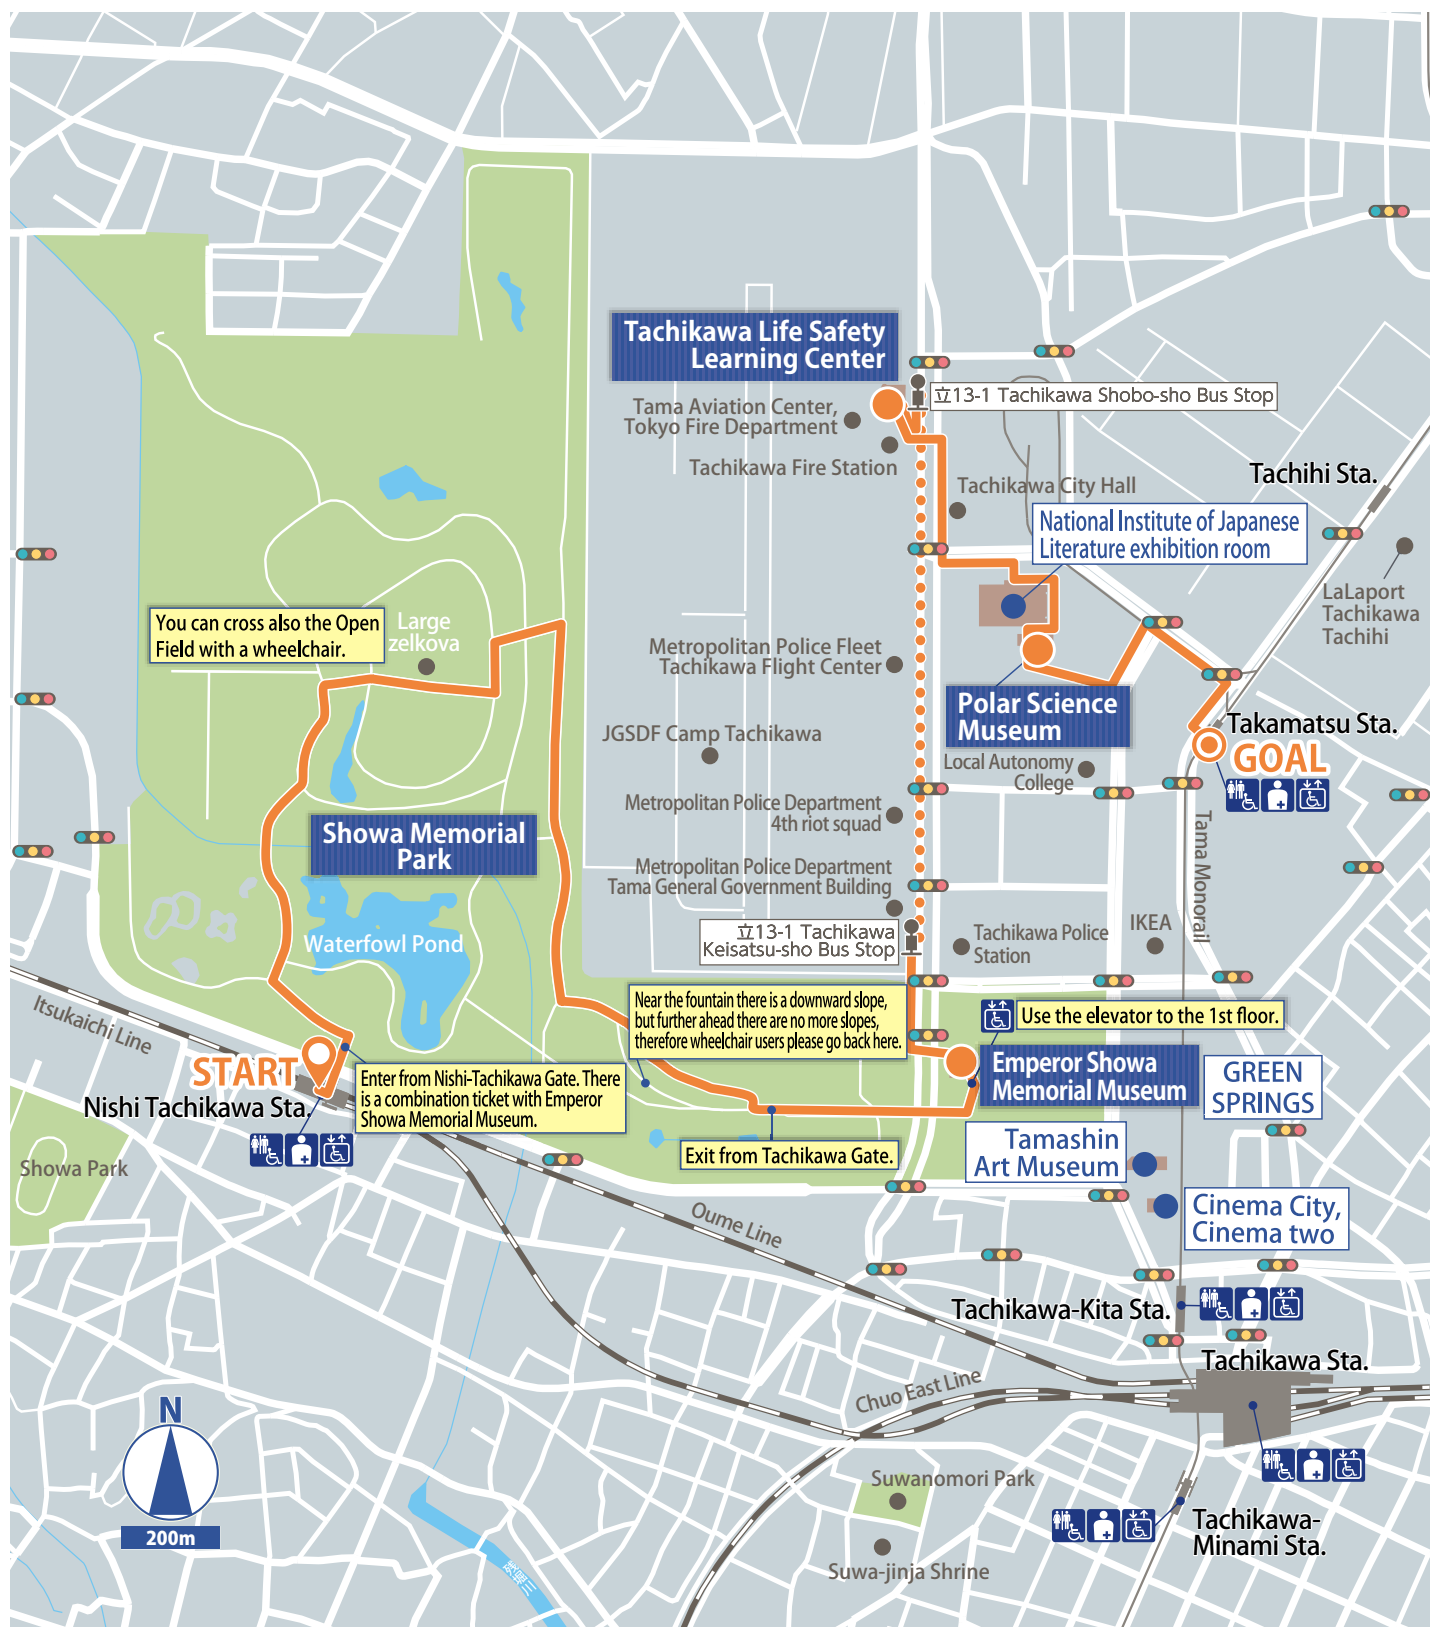 Tachikawa Life Safety
Learning Center
立13-1 Tachikawa Shobo-sho Bus Stop
Tama Aviation Center,
Tokyo Fire Department
Tachikawa Fire Station
Tachihi Sta.
Tachikawa City Hall
National Institute of Japanese
Literature exhibition room
LaLaport
Tachikawa
Tachihi
You can cross also the Open
Field with a wheelchair.
Large
zelkova
Metropolitan Police Fleet
Tachikawa Flight Center
Polar Science
Museum
Takamatsu Sta.
GOAL
JGSDF Camp Tachikawa
Local Autonomy
College
Metropolitan Police Department
4th riot squad
Tama Monorail
Showa Memorial
Park
Metropolitan Police Department
Tama General Government Building
立13-1 Tachikawa
Keisatsu-sho Bus Stop
Tachikawa Police
Station
IKEA
Waterfowl Pond
Itsukaichi Line
Near the fountain there is a downward slope,
but further ahead there are no more slopes,
therefore wheelchair users please go back here.
Use the elevator to the 1st floor.
START
Nishi Tachikawa Sta.
Enter from Nishi-Tachikawa Gate. There
is a combination ticket with Emperor
Showa Memorial Museum.
Emperor Showa
Memorial Museum
GREEN
SPRINGS
Exit from Tachikawa Gate.
Tamashin
Art Museum
Showa Park
Cinema City,
Cinema two
Oume Line
Tachikawa-Kita Sta.
Tachikawa Sta.
Chuo East Line
N
200m
Suwanomori Park
Tachikawa-
Minami Sta.
Suwa-jinja Shrine